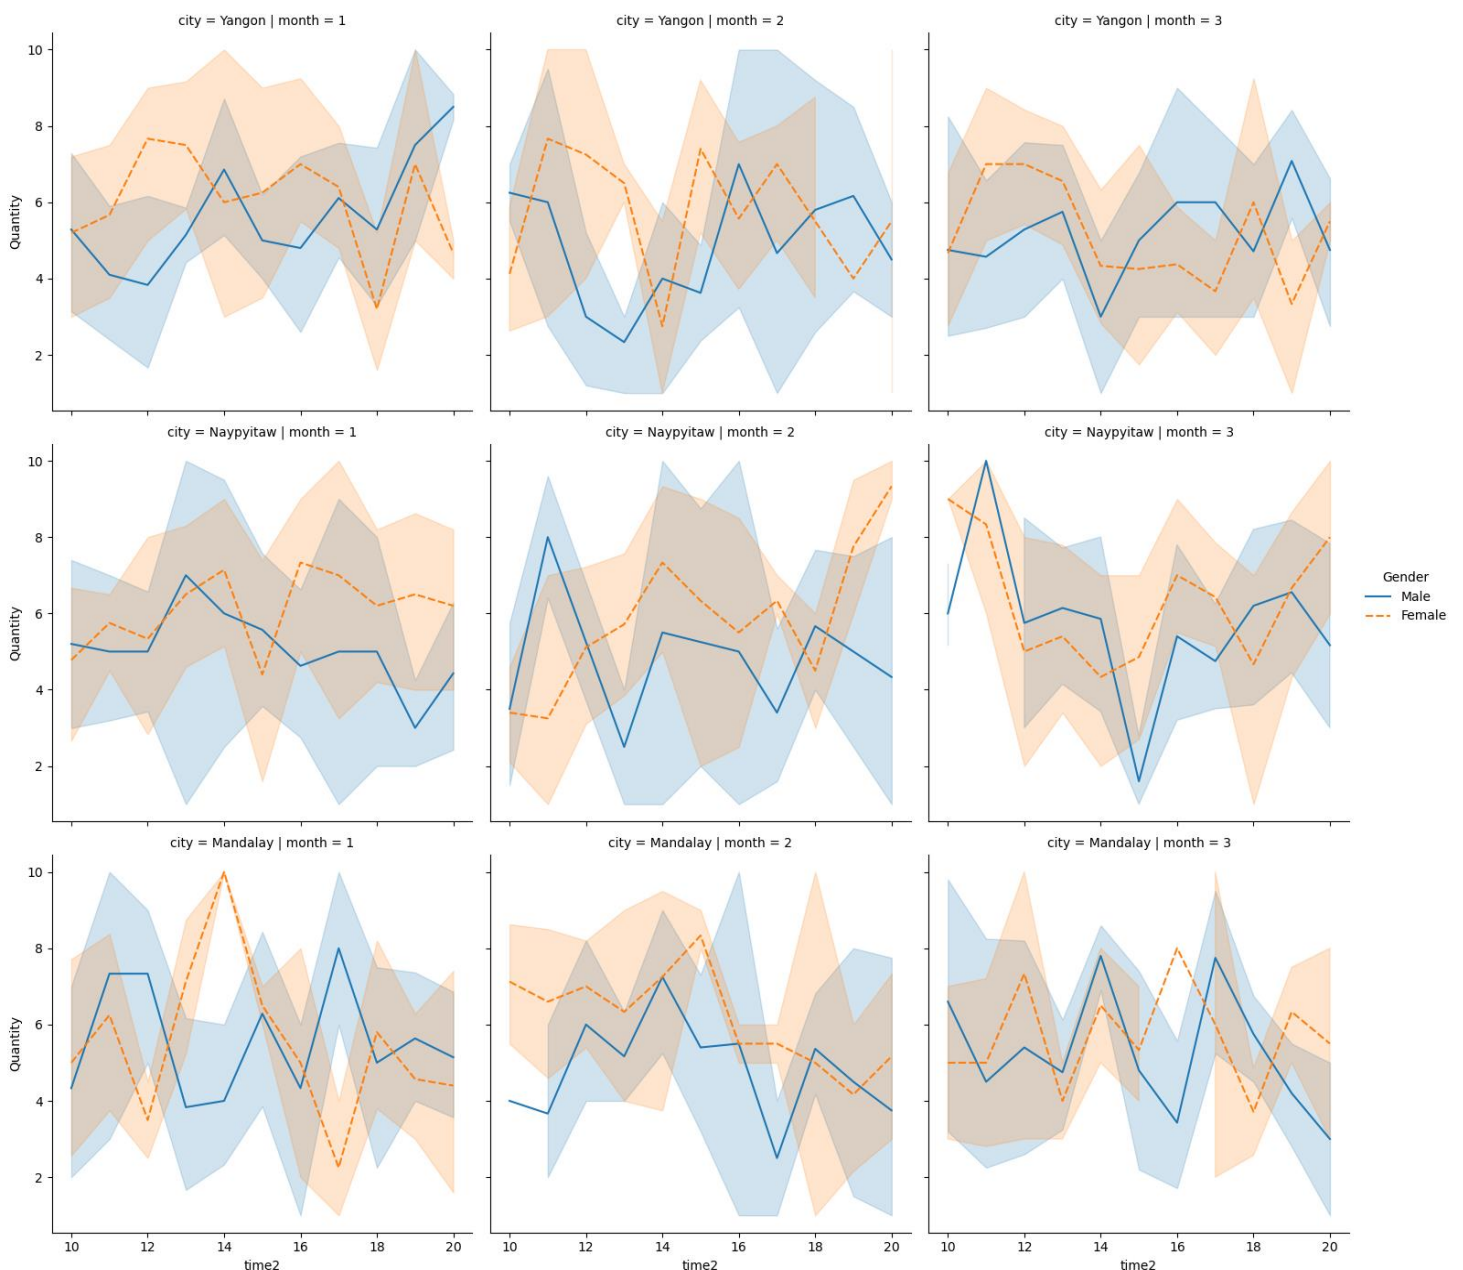 city = Yangon | month = 1
city = Yangon | month = 2
city = Yangon | month = 3
10
8
6
4
2
Quantity
city = Naypyitaw | month = 1
city = Naypyitaw | month = 2
city = Naypyitaw | month = 3
10
8
6
4
2
Quantity
Gender
Male
Female
city = Mandalay | month = 1
city = Mandalay | month = 2
city = Mandalay | month = 3
10
8
6
4
2
Quantity
10 12 14 16 18 20
10 12 14 16 18 20
10 12 14 16 18 20
time2
time2
time2